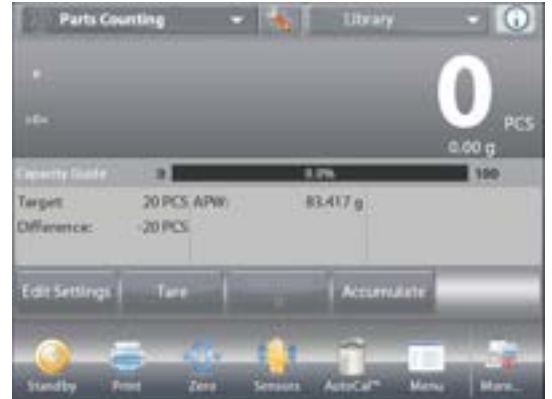 Parts Counting
Library
0 PCS
0.00 g
Capacity Guide 0 0.0% 100
Target: 20 PCS APW: 83.417 g
Difference: -20 PCS
Edit Settings Tare Accumulate
Standby Print Zero Sensors AutoCal™ Menu More...